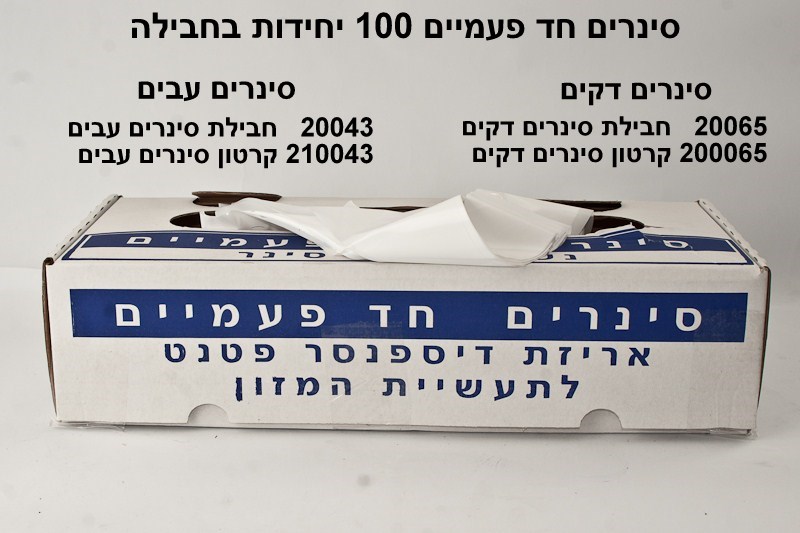 סינרים חד פעמיים 100 יחידות בחבילה
סינרים דקים
20065 חבילת סינרים דקים
200065 קרטון סינרים דקים
סינרים עבים
20043 חבילת סינרים עבים
210043 קרטון סינרים עבים
סינרים פעמיים
סינר
סינרים חד פעמיים
אריזת דיספנסר פטנט
לתעשיית המזון